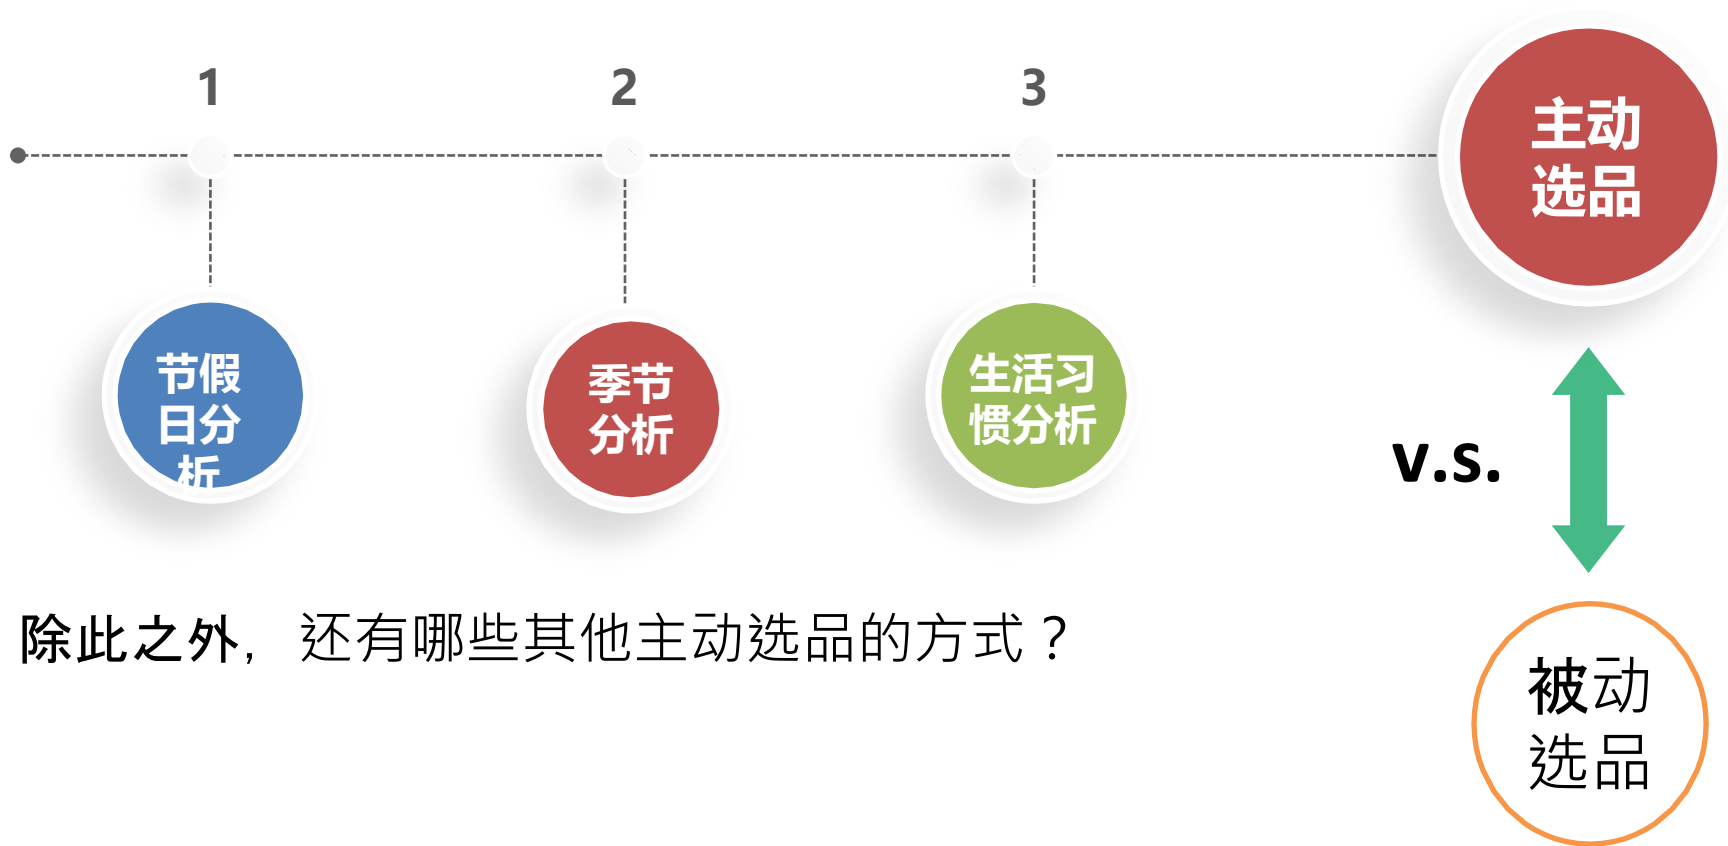 1
2
3
主动
选品
节假
日分
析
季节
分析
生活习
惯分析
v.s.
除此之外，还有哪些其他主动选品的方式？
被动
选品